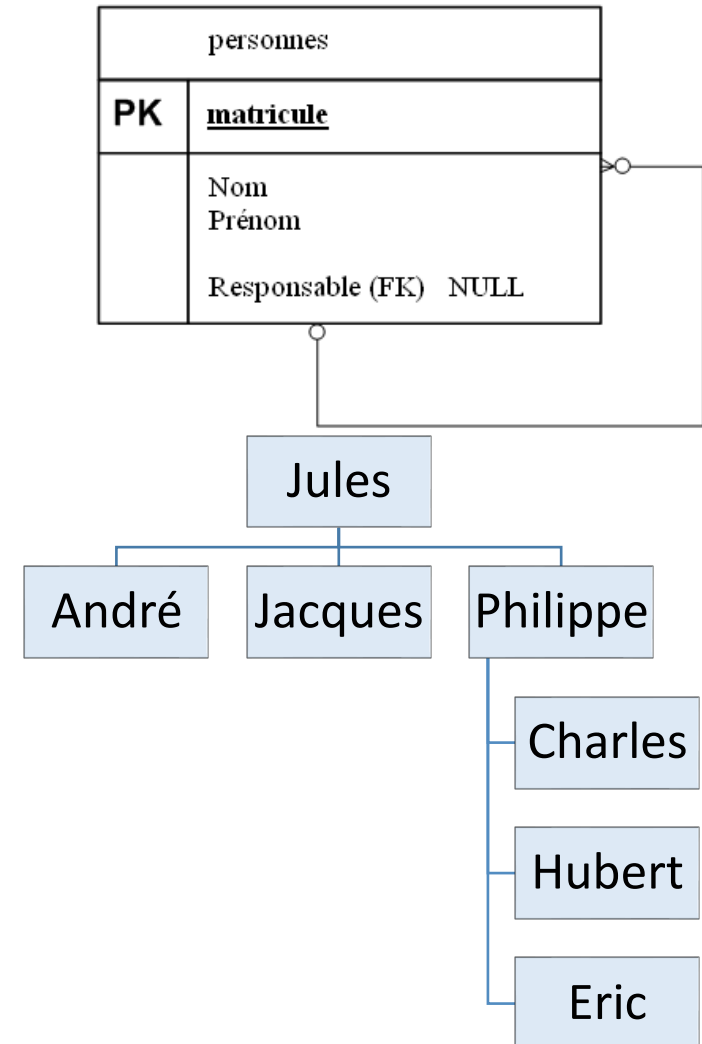 personnes
PK matricule
Nom
Prénom
Responsable (FK) NULL
Jules
André Jacques Philippe
Charles
Hubert
Eric